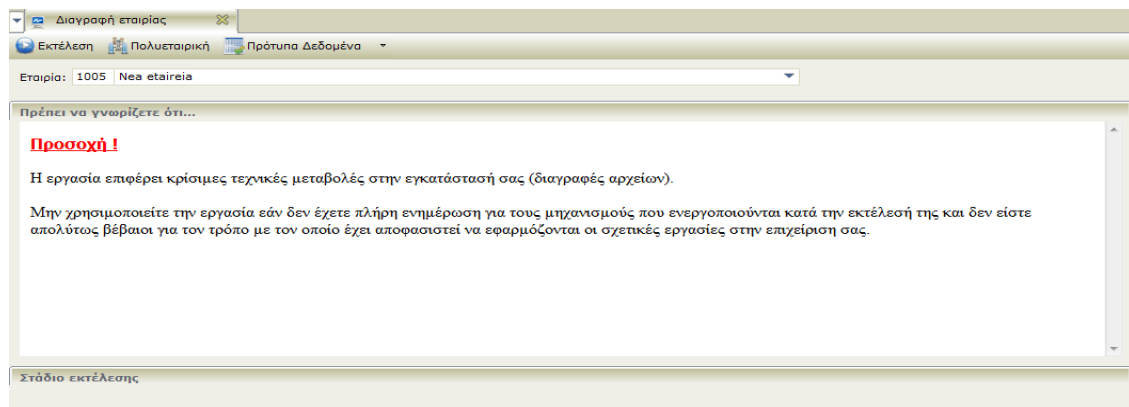 Διαγραφή εταιρίας
Εκτέλεση Πολυεταιρική Πρότυπα Δεδομένα
Εταιρία: 1005 Nea etaireia
Πρέπει να γνωρίζετε ότι...
Προσοχή !
Η εργασία επιφέρει κρίσιμες τεχνικές μεταβολές στην εγκατάστασή σας (διαγραφές αρχείων).
Μην χρησιμοποιείτε την εργασία εάν δεν έχετε πλήρη ενημέρωση για τους μηχανισμούς που ενεργοποιούνται κατά την εκτέλεσή της και δεν είστε
απολύτως βέβαιοι για τον τρόπο με τον οποίο έχει αποφασιστεί να εφαρμόζονται οι σχετικές εργασίες στην επιχείριση σας.
Στάδιο εκτέλεσης